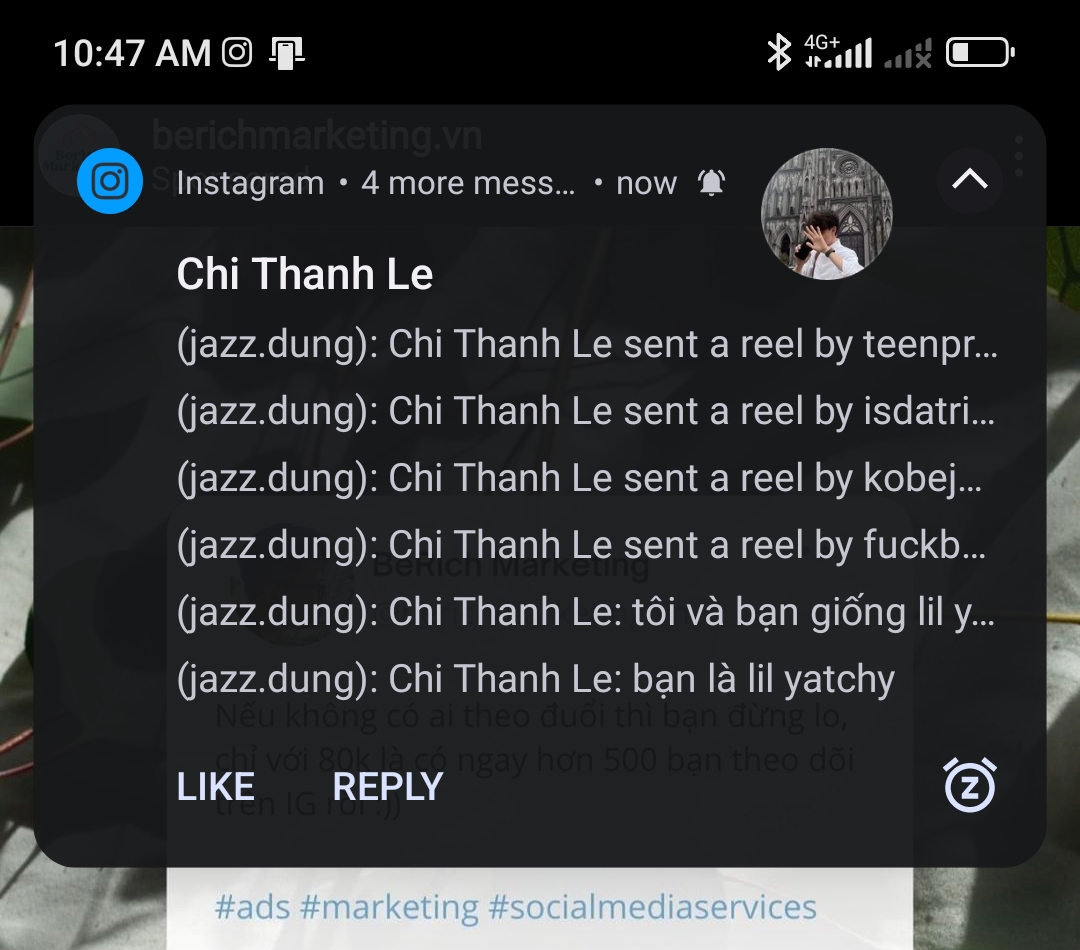 10:47 AM
4G+
berichmarketing.vn
Instagram • 4 more mess... • now
Chi Thanh Le
(jazz.dung): Chi Thanh Le sent a reel by teenpr...
(jazz.dung): Chi Thanh Le sent a reel by isdatri...
(jazz.dung): Chi Thanh Le sent a reel by kobej...
(jazz.dung): Chi Thanh Le sent a reel by fuckb...
BeRich Marketing
(jazz.dung): Chi Thanh Le: tôi và bạn giống lil y...
(jazz.dung): Chi Thanh Le: bạn là lil yatchy
Nếu không có ai theo đuổi thì bạn đừng lo,
chỉ với 80k là có ngay hơn 500 bạn theo dõi
trên IG rồi :))
LIKE REPLY
z
#ads #marketing #socialmediaservices